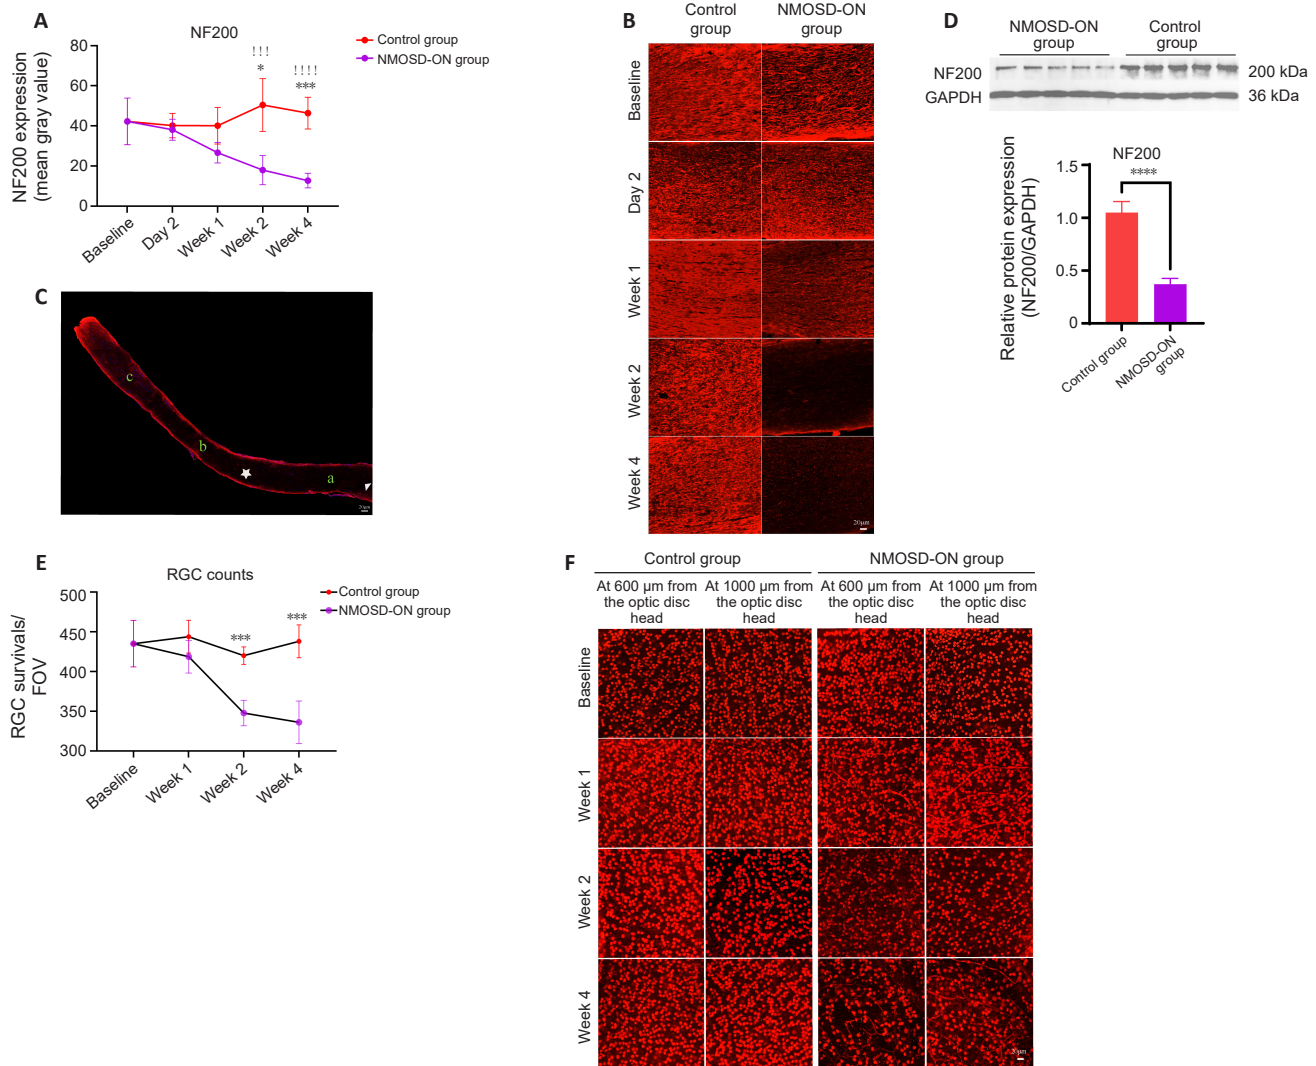 A
NF200
NF200 expression
(mean gray value)
80
60
40
20
0
!!!
*
!!!!
***
Baseline
Day 2
Week 1
Week 2
Week 4
Control group
NMOSD-ON group
B
Control
group
NMOSD-ON
group
Baseline
Day 2
Week 1
Week 2
Week 4
20μm
C
c
b
a
20μm
D
NMOSD-ON
group
Control
group
NF200
200 kDa
GAPDH
36 kDa
NF200
****
Relative protein expression
(NF200/GAPDH)
1.5
1.0
0.5
0
Control group
NMOSD-ON
group
E
RGC counts
RGC survivals/
FOV
500
450
400
350
300
***
***
Baseline
Week 1
Week 2
Week 4
Control group
NMOSD-ON group
F
Control group
NMOSD-ON group
At 600 μm from
the optic disc
head
At 1000 μm from
the optic disc
head
At 600 μm from
the optic disc
head
At 1000 μm from
the optic disc
head
Baseline
Week 1
Week 2
Week 4
20μm